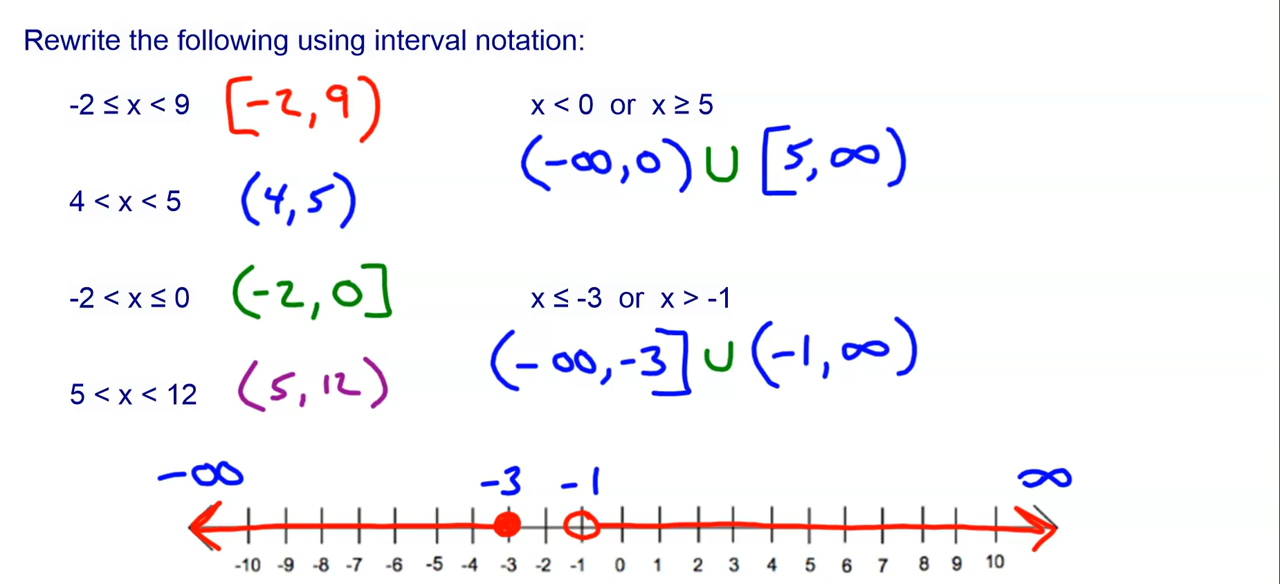 Rewrite the following using interval notation:
-2 ≤ x < 9 [-2, 9)
4 < x < 5 (4, 5)
-2 < x ≤ 0 (-2, 0]
5 < x < 12 (5, 12)
x < 0 or x ≥ 5
(-∞, 0) ∪ [5, ∞)
x ≤ -3 or x > -1
(-∞, -3] ∪ (-1, ∞)
-∞ -3 -1 ∞
-10 -9 -8 -7 -6 -5 -4 -3 -2 -1 0 1 2 3 4 5 6 7 8 9 10